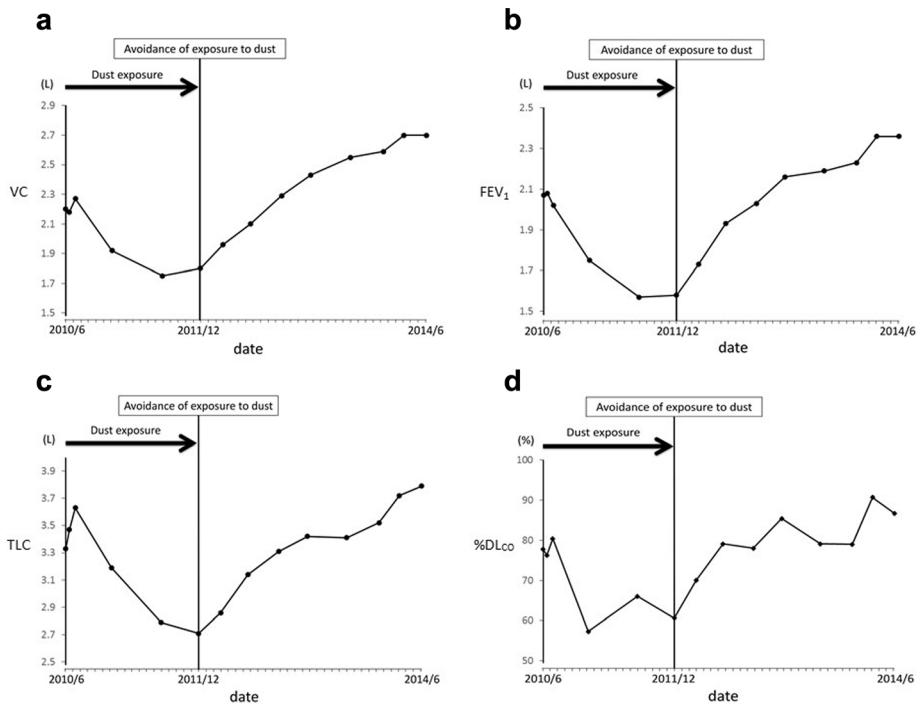 a
Avoidance of exposure to dust
Dust exposure
(L)
2.9
2.7
2.5
2.3
2.1
1.9
1.7
1.5
VC
2010/6
2011/12
2014/6
date
b
Avoidance of exposure to dust
Dust exposure
(L)
2.5
2.3
2.1
1.9
1.7
1.5
FEV1
2010/6
2011/12
2014/6
date
c
Avoidance of exposure to dust
Dust exposure
(L)
3.9
3.7
3.5
3.3
3.1
2.9
2.7
2.5
TLC
2010/6
2011/12
2014/6
date
d
Avoidance of exposure to dust
Dust exposure
(%)
100
90
80
70
60
50
%DLCO
2010/6
2011/12
2014/6
date